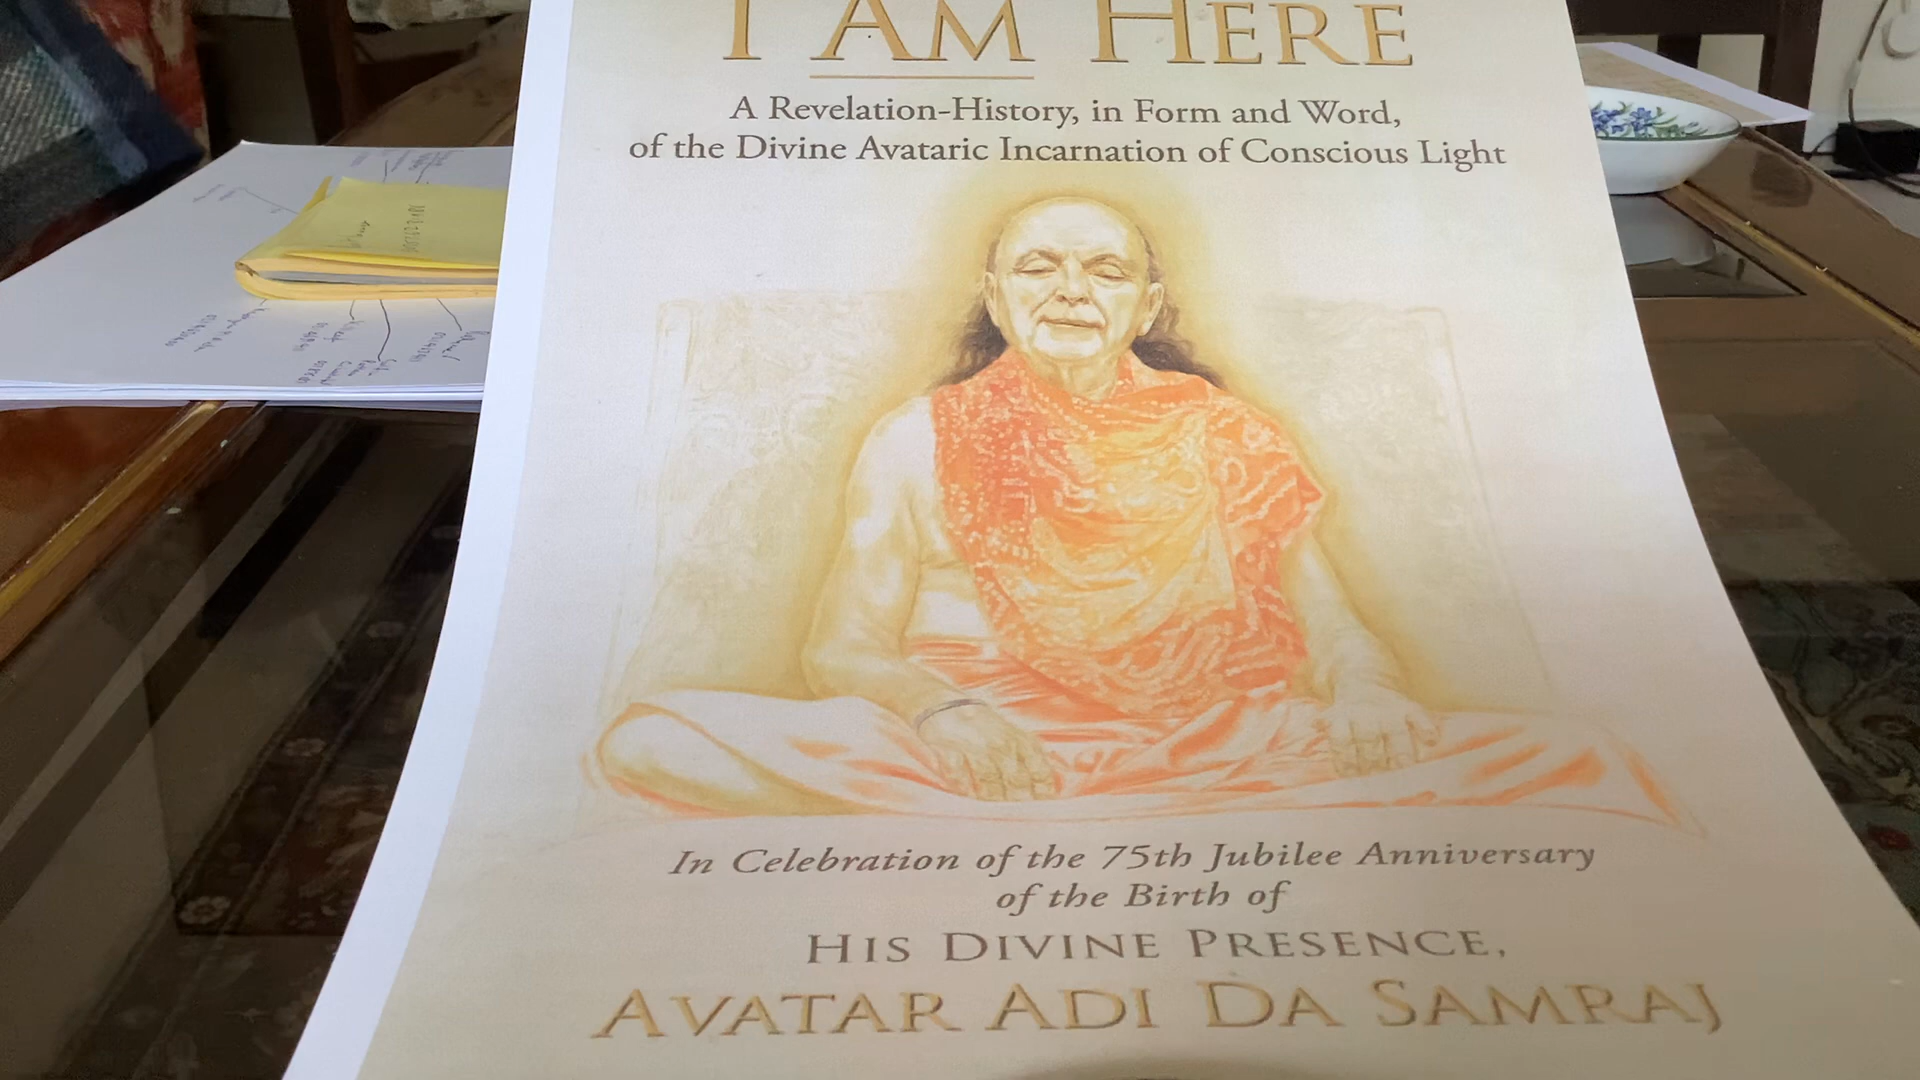 I AM HERE
A Revelation-History, in Form and Word,
of the Divine Avataric Incarnation of Conscious Light
In Celebration of the 75th Jubilee Anniversary
of the Birth of
HIS DIVINE PRESENCE,
AVATAR ADI DA SAMRAJ